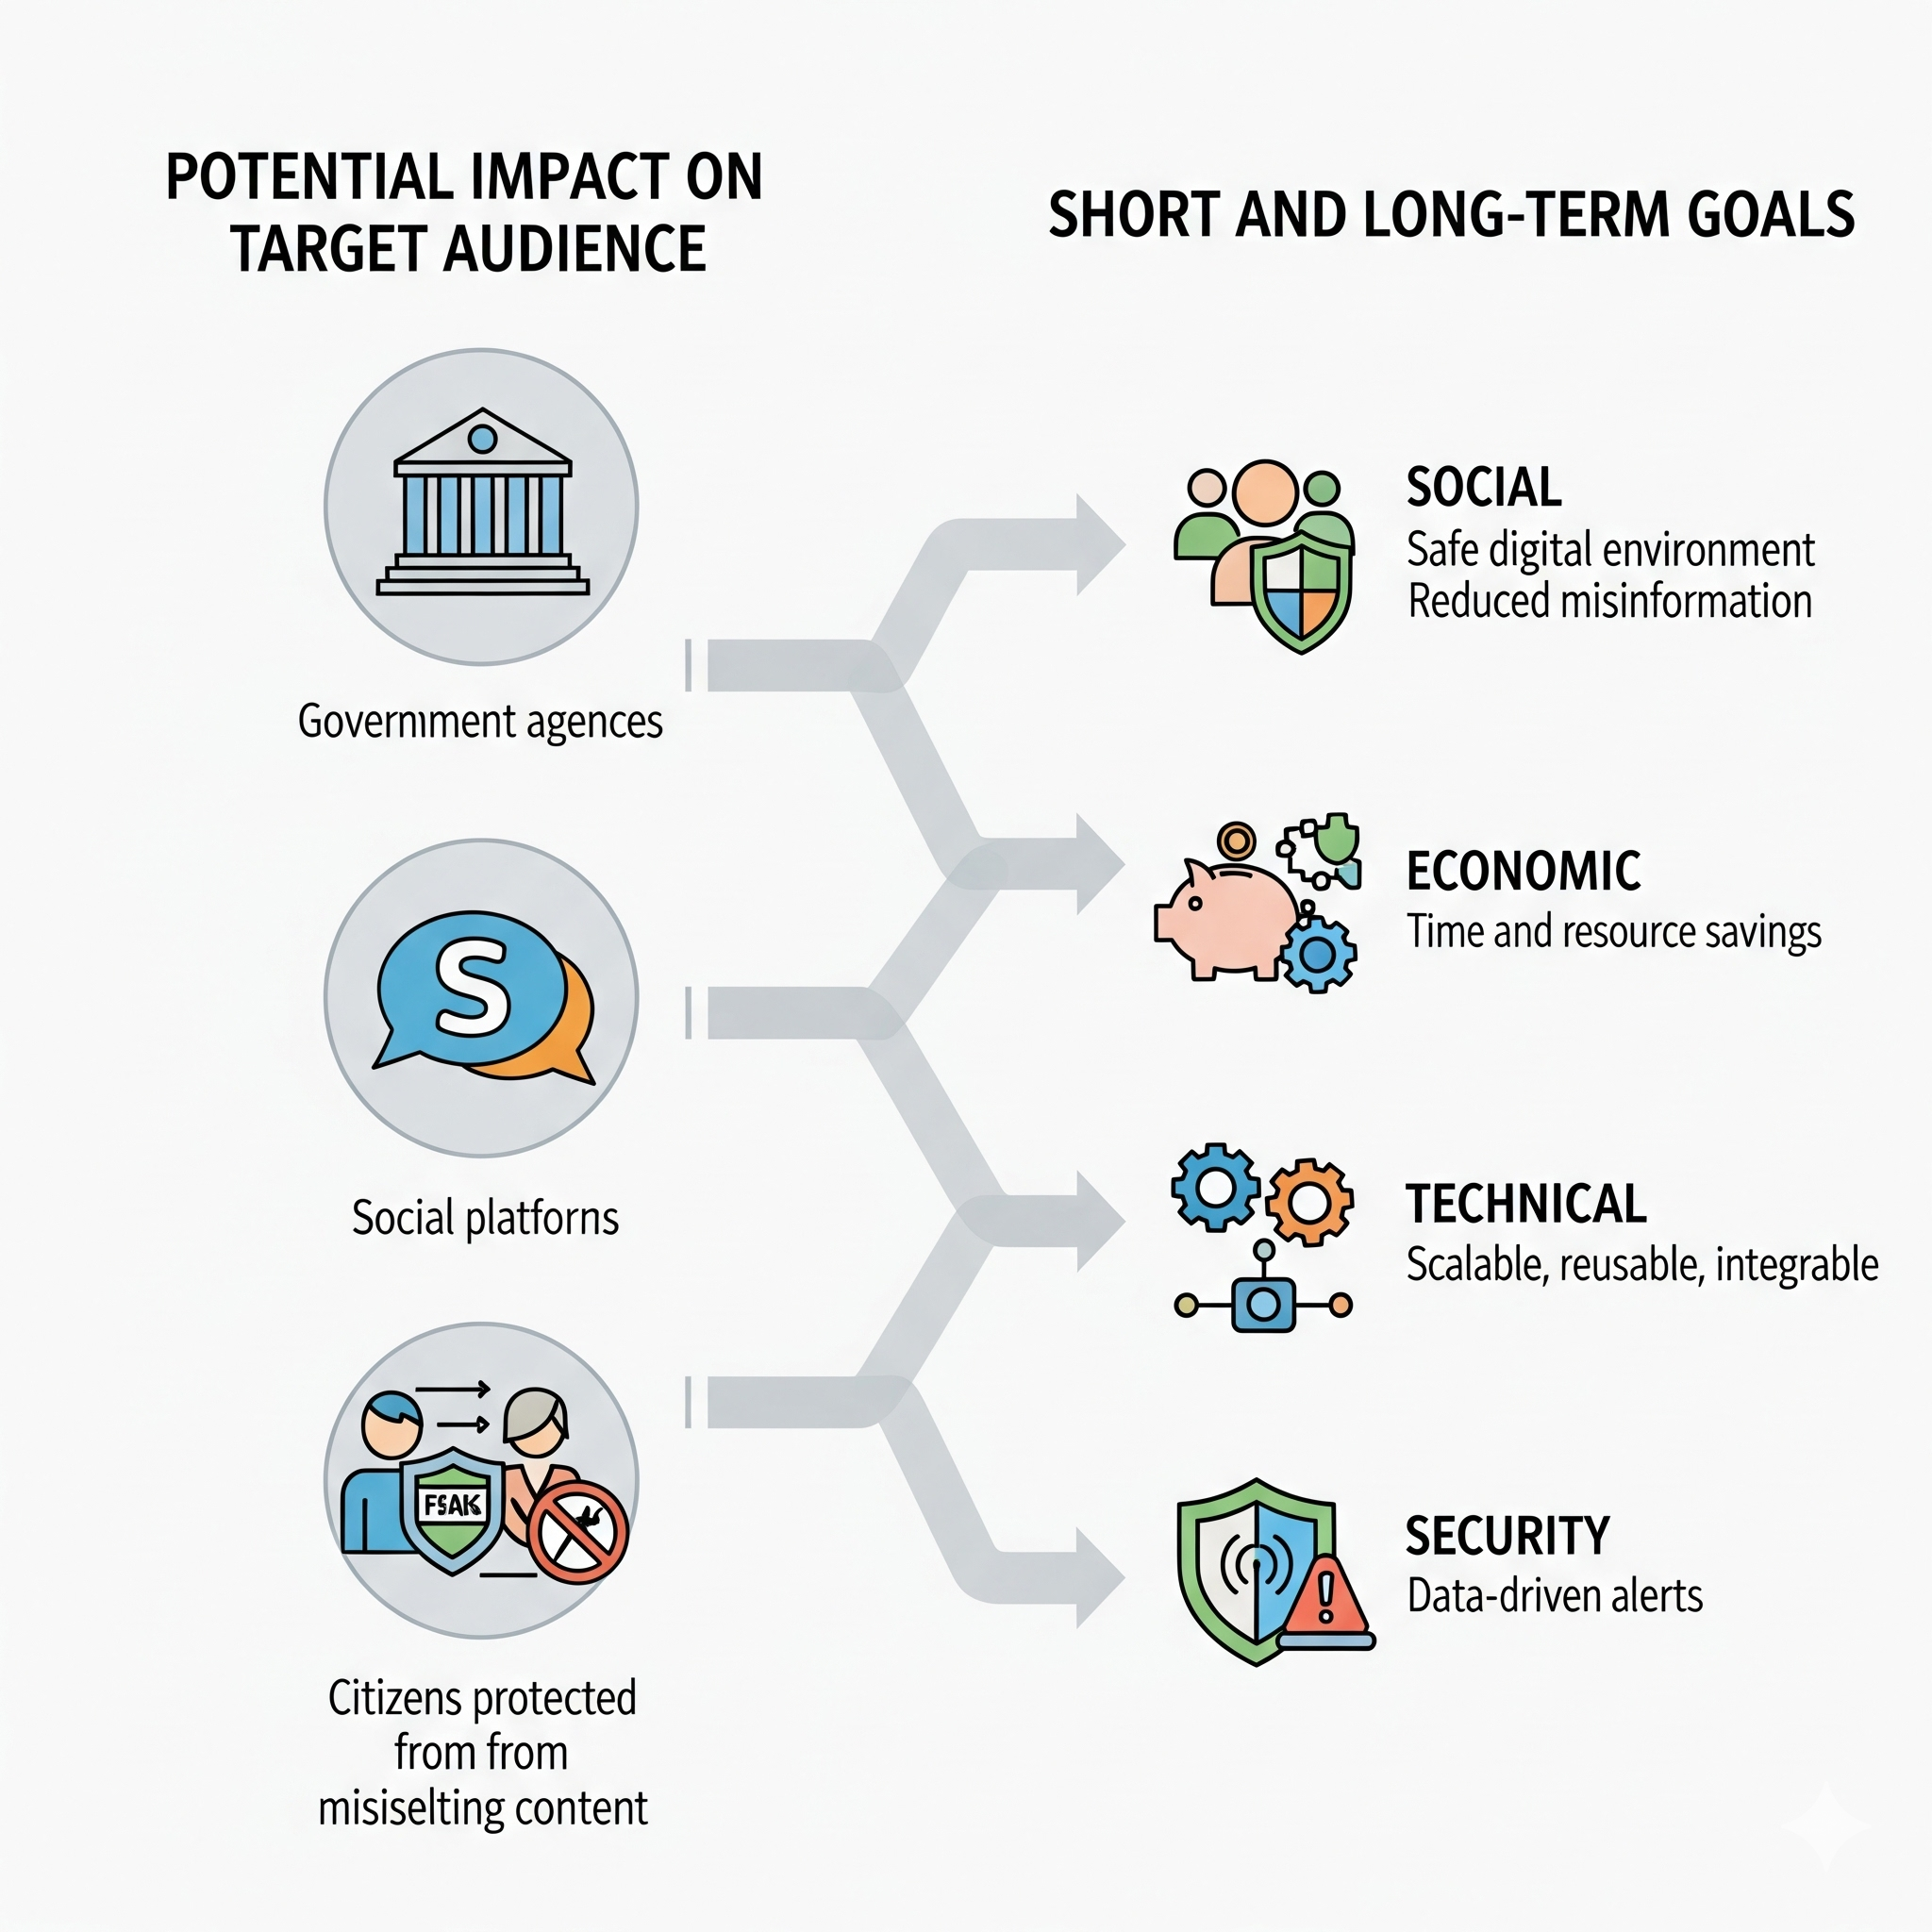 POTENTIAL IMPACT ON
TARGET AUDIENCE
Government agences
S
Social platforns
FSAK
Citizens protected
from from
misiselting content
SHORT AND LONG-TERM GOALS
SOCIAL
Safe digital environment
Reduced misinformation
ECONOMIC
Time and resource savings
TECHNICAL
Scalable, reusable, integrable
SECURITY
Data-driven alerts